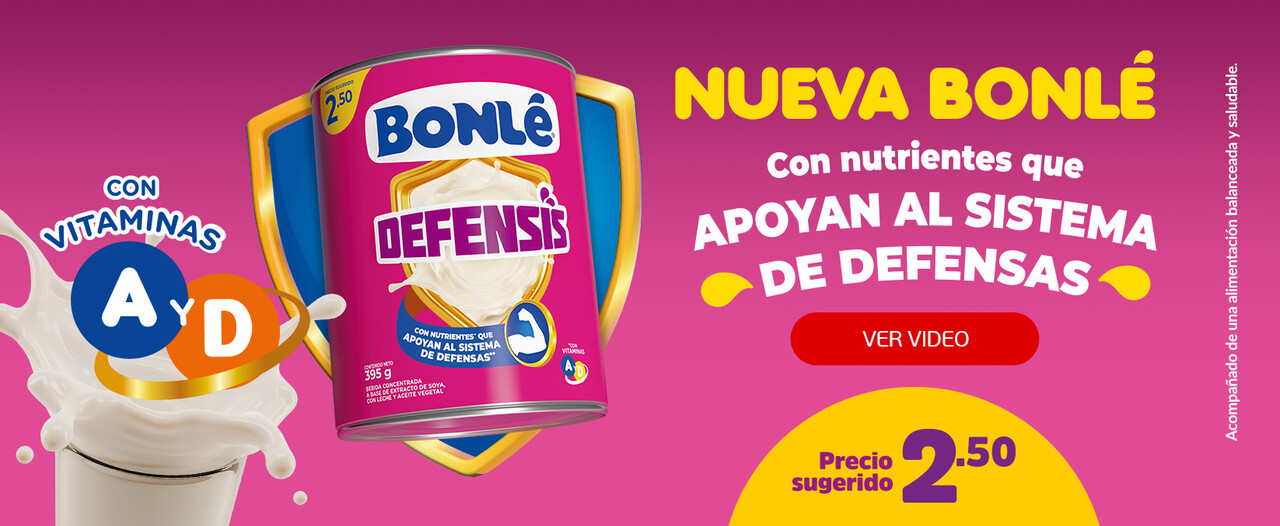 CON
VITAMINAS
A Y D
PRECIO SUGERIDO
2.50
BONLé
DEFENSIS
CON NUTRIENTES* QUE
APOYAN AL SISTEMA
DE DEFENSAS**
CONTENIDO NETO
395 g
BEBIDA CONCENTRADA
A BASE DE EXTRACTO DE SOYA,
CON LECHE Y ACEITE VEGETAL
*CON
VITAMINAS
A Y D
NUEVA BONLÉ
Con nutrientes que
APOYAN AL SISTEMA
DE DEFENSAS
VER VIDEO
Precio
sugerido 2.50
Acompañado de una alimentación balanceada y saludable.